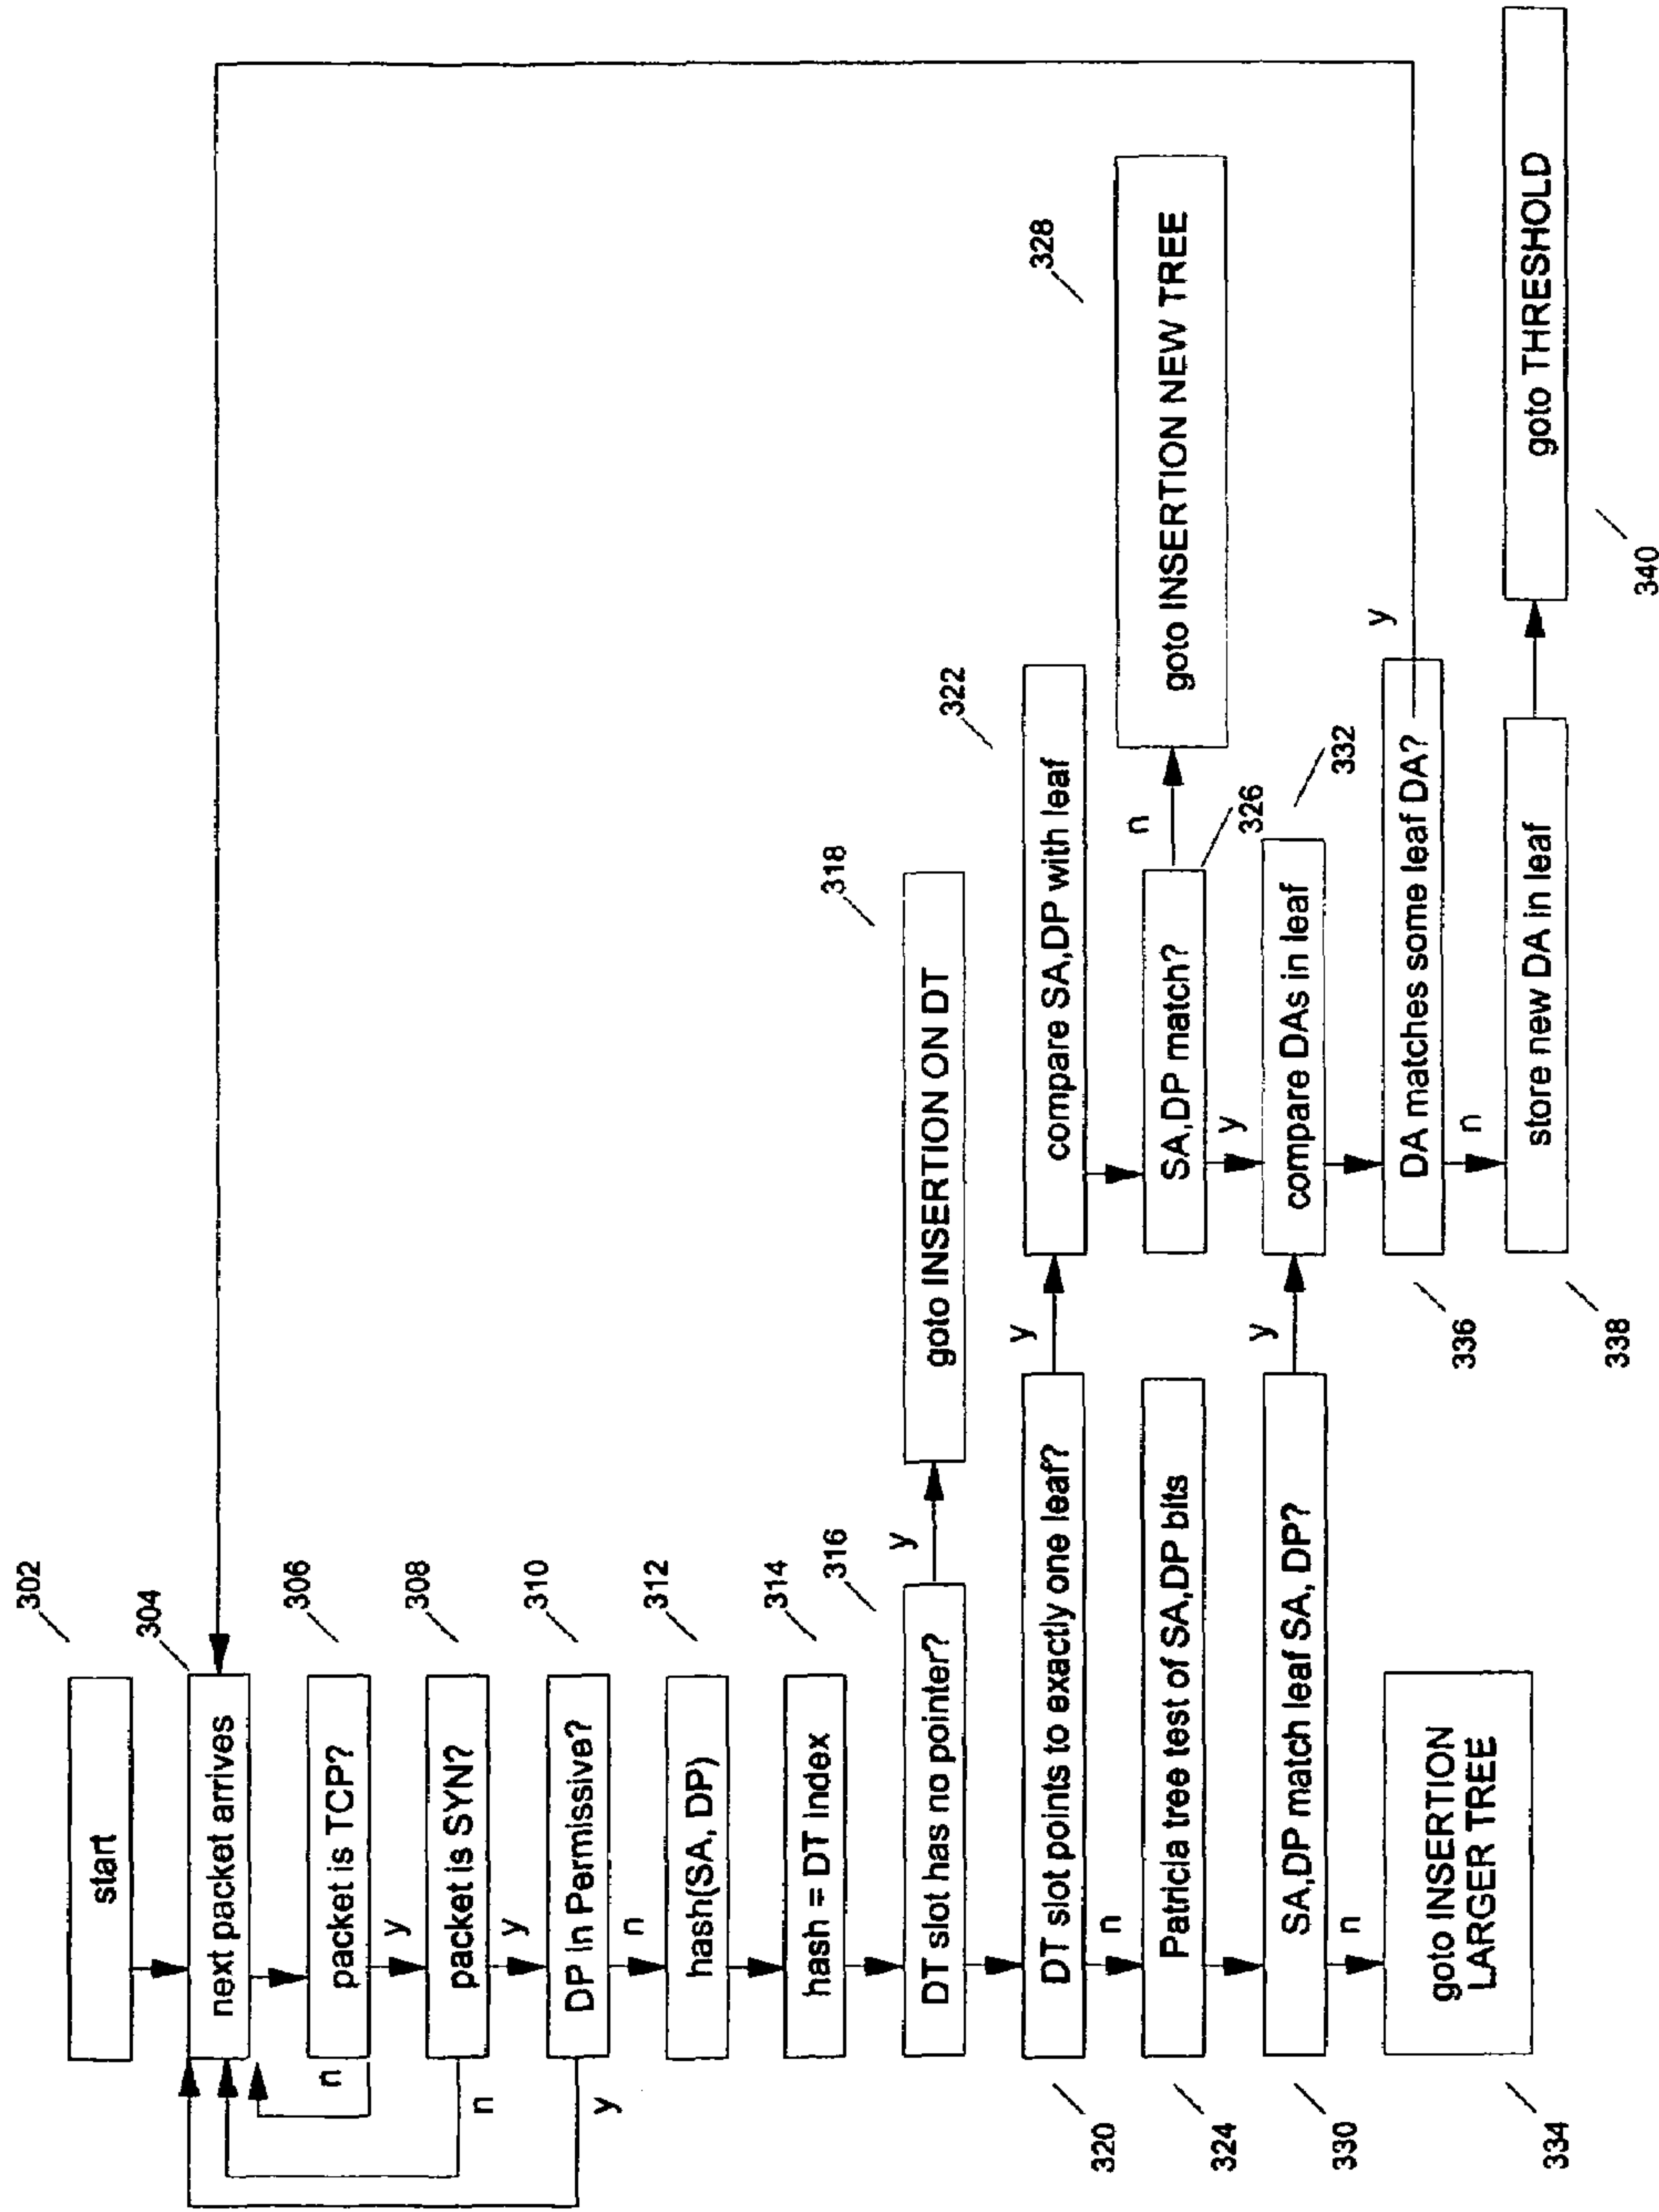 302
start
304
next packet arrives
306
packet is TCP?
n
y
308
packet is SYN?
n
y
310
DP in Permissive?
y
n
312
hash(SA, DP)
314
hash = DT index
316
DT slot has no pointer?
y
318
goto INSERTION ON DT
320
DT slot points to exactly one leaf?
y
n
322
compare SA,DP with leaf
324
Patricia tree test of SA,DP bits
326
SA,DP match?
n
y
328
goto INSERTION NEW TREE
330
SA,DP match leaf SA, DP?
y
n
332
compare DAs in leaf
334
goto INSERTION
LARGER TREE
336
DA matches some leaf DA?
y
n
338
store new DA in leaf
340
goto THRESHOLD